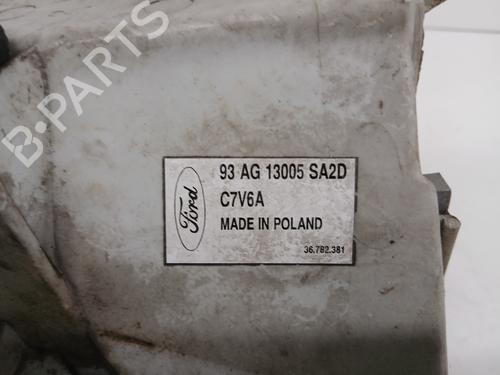 B-PARTS
Ford
93 AG 13005 SA2D
C7V6A
MADE IN POLAND
36.782.381